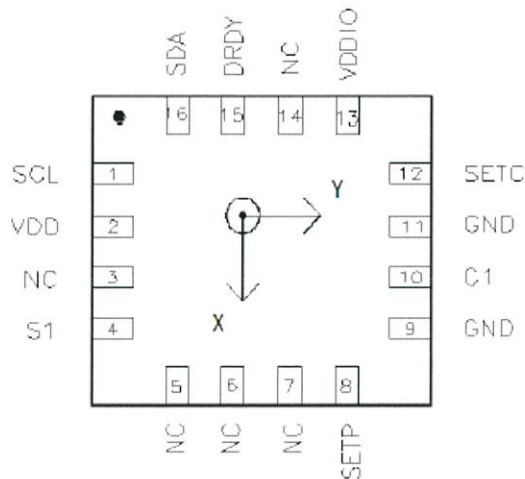 SDA
DRDY
NC
VDDIO
16 15 14 13
SCL 1 12 SETC
VDD 2 11 GND
NC 3 10 C1
S1 4 9 GND
Y
X
5 6 7 8
NC
NC
NC
SETP